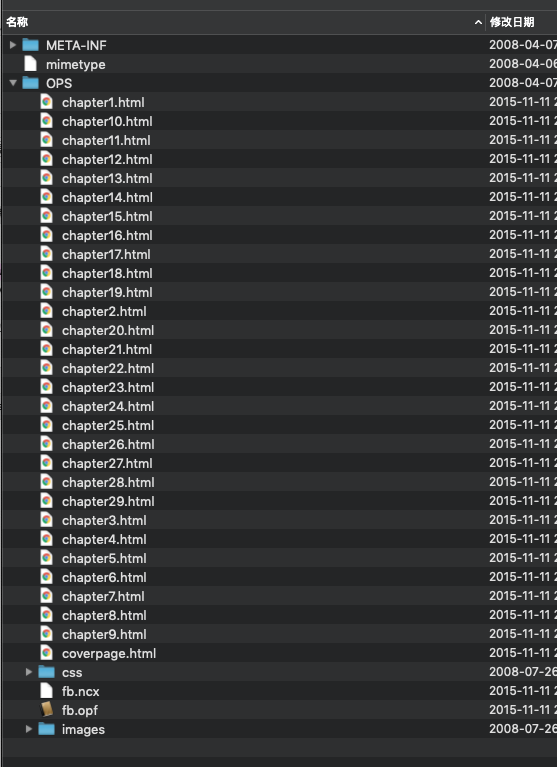 名称 修改日期
META-INF 2008-04-07
mimetype 2008-04-06
OPS 2008-04-07
chapter1.html 2015-11-11 2
chapter10.html 2015-11-11 2
chapter11.html 2015-11-11 2
chapter12.html 2015-11-11 2
chapter13.html 2015-11-11 2
chapter14.html 2015-11-11 2
chapter15.html 2015-11-11 2
chapter16.html 2015-11-11 2
chapter17.html 2015-11-11 2
chapter18.html 2015-11-11 2
chapter19.html 2015-11-11 2
chapter2.html 2015-11-11 2
chapter20.html 2015-11-11 2
chapter21.html 2015-11-11 2
chapter22.html 2015-11-11 2
chapter23.html 2015-11-11 2
chapter24.html 2015-11-11 2
chapter25.html 2015-11-11 2
chapter26.html 2015-11-11 2
chapter27.html 2015-11-11 2
chapter28.html 2015-11-11 2
chapter29.html 2015-11-11 2
chapter3.html 2015-11-11 2
chapter4.html 2015-11-11 2
chapter5.html 2015-11-11 2
chapter6.html 2015-11-11 2
chapter7.html 2015-11-11 2
chapter8.html 2015-11-11 2
chapter9.html 2015-11-11 2
coverpage.html 2015-11-11 2
css 2008-07-26
fb.ncx 2015-11-11 2
fb.opf 2015-11-11 2
images 2008-07-26